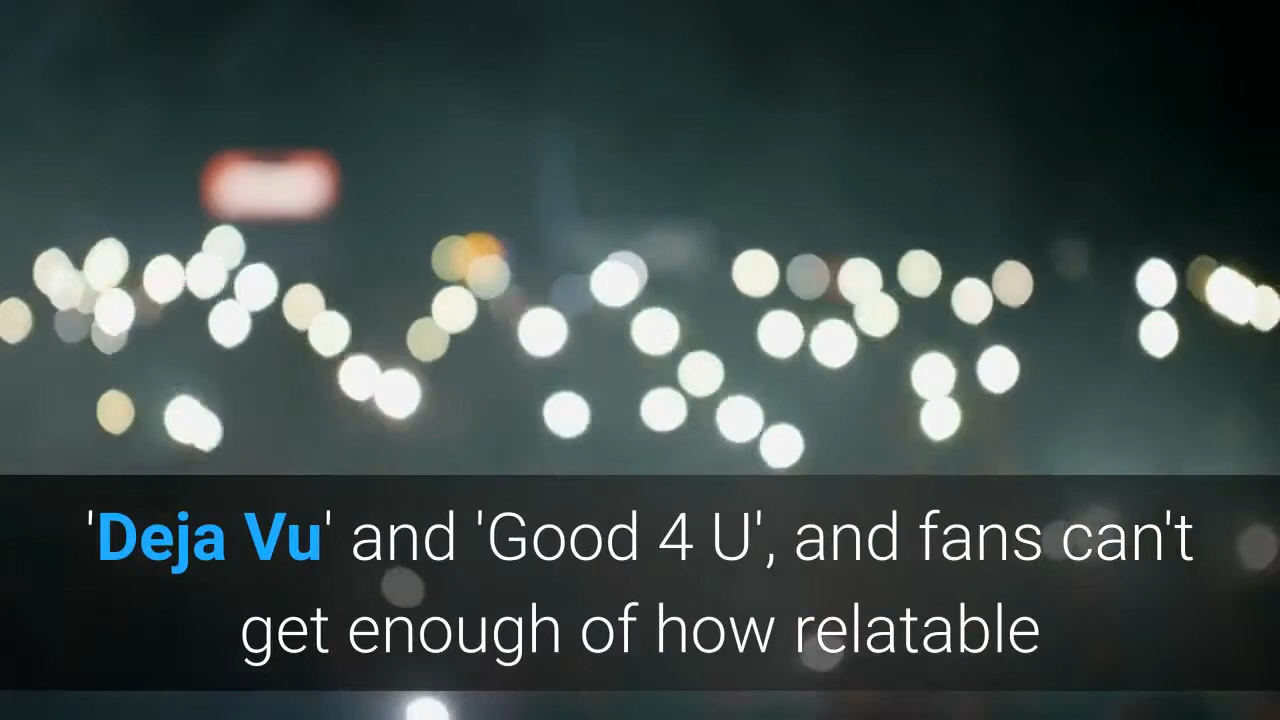 'Deja Vu' and 'Good 4 U', and fans can't
get enough of how relatable